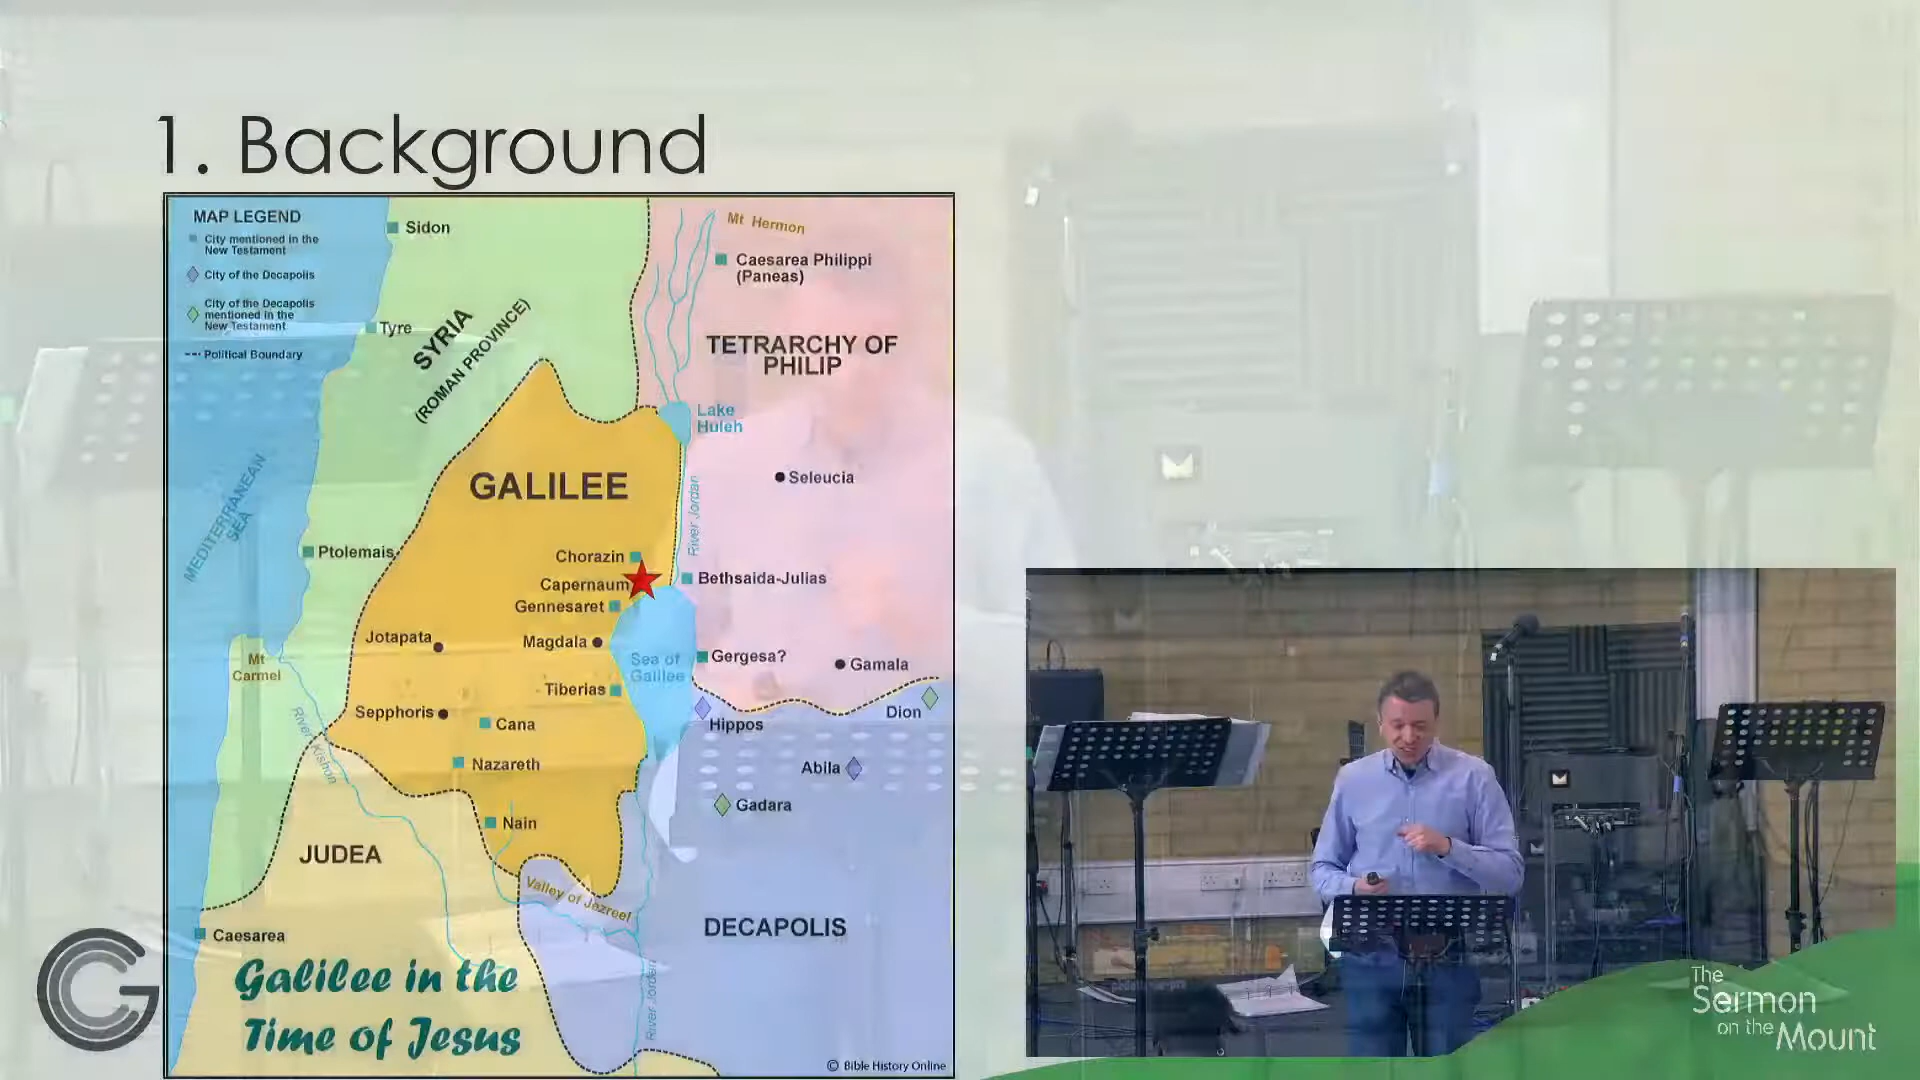 1. Background
MAP LEGEND
City mentioned in the
New Testament
City of the Decapolis
City of the Decapolis
mentioned in the
New Testament
Political Boundary
Sidon
Mt Hermon
Caesarea Philippi
(Paneas)
Tyre
SYRIA
(ROMAN PROVINCE)
TETRARCHY OF
PHILIP
Lake
Huleh
MEDITERRANEAN
SEA
GALILEE
Seleucia
River Jordan
Ptolemais
Chorazin
Capernaum
Bethsaida-Julias
Gennesaret
Jotapata
Magdala
Mt
Carmel
Sea of
Galilee
Gergesa?
Gamala
Tiberias
Sepphoris
Cana
Hippos
Dion
River Kishon
Nazareth
Abila
Gadara
Nain
JUDEA
Valley of Jezreel
DECAPOLIS
Caesarea
River Jordan
Galilee in the
Time of Jesus
© Bible History Online
The
Sermon
on the
Mount